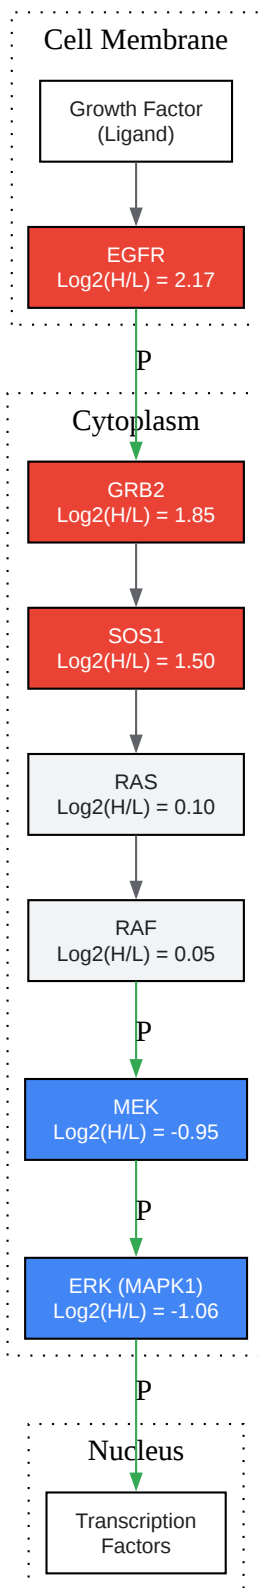 Cell Membrane
Growth Factor
(Ligand)
EGFR
Log2(H/L) = 2.17
P
Cytoplasm
GRB2
Log2(H/L) = 1.85
SOS1
Log2(H/L) = 1.50
RAS
Log2(H/L) = 0.10
RAF
Log2(H/L) = 0.05
P
MEK
Log2(H/L) = -0.95
P
ERK (MAPK1)
Log2(H/L) = -1.06
P
Nucleus
Transcription
Factors